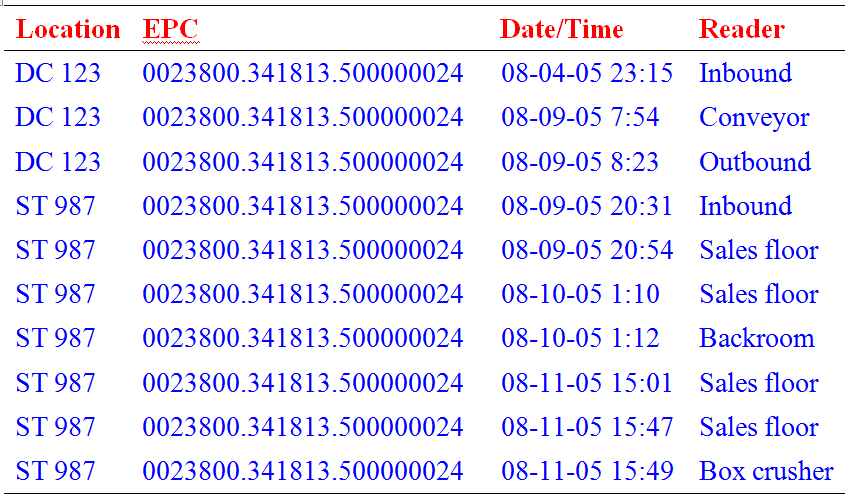 Location EPC Date/Time Reader
DC 123 0023800.341813.500000024 08-04-05 23:15 Inbound
DC 123 0023800.341813.500000024 08-09-05 7:54 Conveyor
DC 123 0023800.341813.500000024 08-09-05 8:23 Outbound
ST 987 0023800.341813.500000024 08-09-05 20:31 Inbound
ST 987 0023800.341813.500000024 08-09-05 20:54 Sales floor
ST 987 0023800.341813.500000024 08-10-05 1:10 Sales floor
ST 987 0023800.341813.500000024 08-10-05 1:12 Backroom
ST 987 0023800.341813.500000024 08-11-05 15:01 Sales floor
ST 987 0023800.341813.500000024 08-11-05 15:47 Sales floor
ST 987 0023800.341813.500000024 08-11-05 15:49 Box crusher